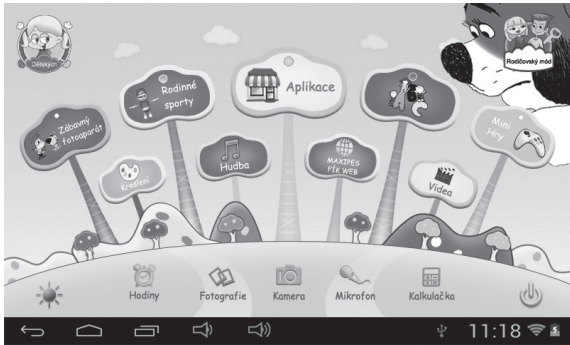 Dětských
Rodičovský mód
Rodinné
sporty
Aplikace
Zábavný
fotoaparát
Mini
Hry
Kreslení
Hudba
MAXIPES
FÍK WEB
Videa
Hodiny
Fotografie
Kamera
Mikrofon
Kalkulačka
11:18